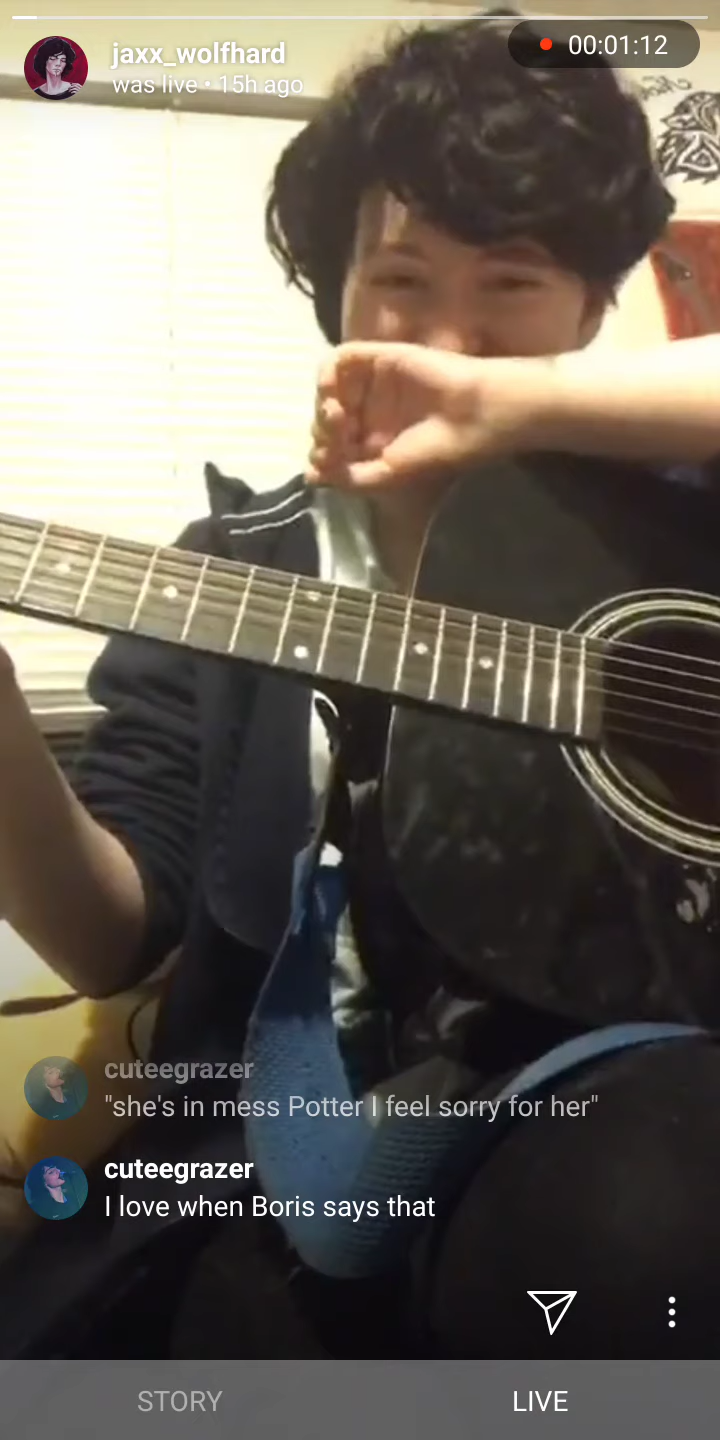 jaxx_wolfhard
was live • 15h ago
00:01:12
cuteegrazer
"she's in mess Potter I feel sorry for her"
cuteegrazer
I love when Boris says that
STORY
LIVE